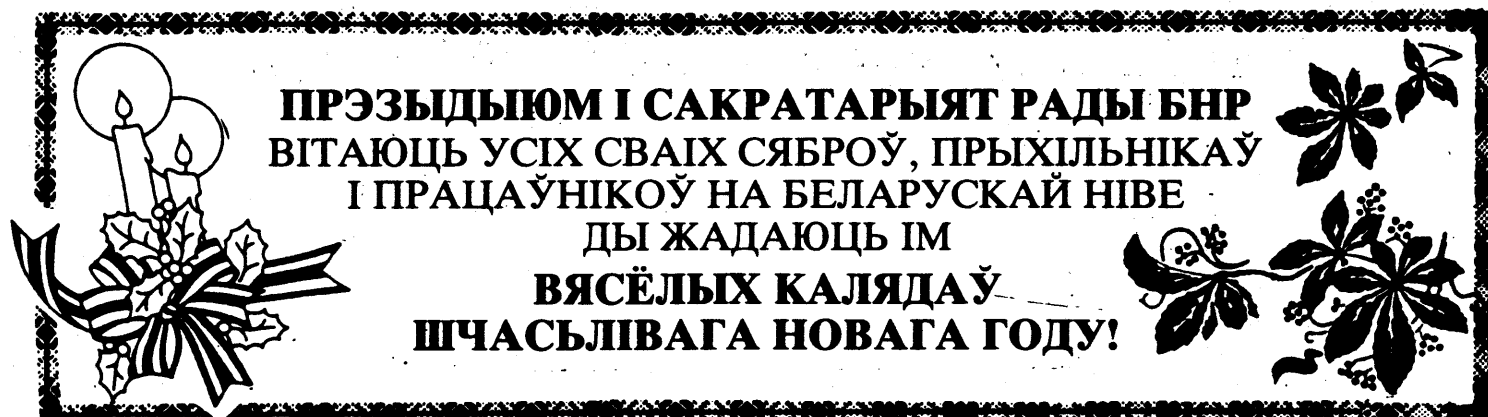 ПРЭЗЫДЫЮМ І САКРАТАРЫЯТ РАДЫ БНР
ВІТАЮЦЬ УСІХ СВАІХ СЯБРОЎ, ПРЫХІЛЬНІКАЎ
І ПРАЦАЎНІКОЎ НА БЕЛАРУСКАЙ НІВЕ
ДЫ ЖАДАЮЦЬ ІМ
ВЯСЁЛЫХ КАЛЯДАЎ
ШЧАСЬЛІВАГА НОВАГА ГОДУ!